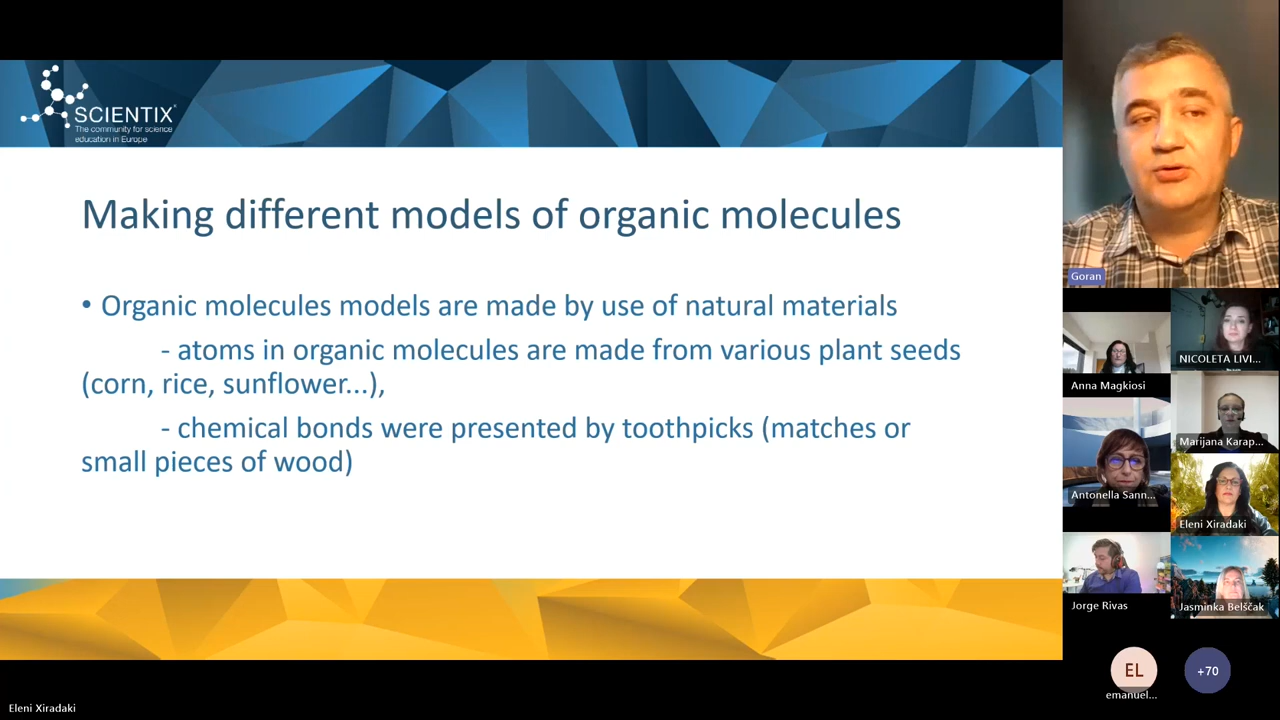 SCIENTIX®
The community for science
education in Europe
Making different models of organic molecules
• Organic molecules models are made by use of natural materials
- atoms in organic molecules are made from various plant seeds
(corn, rice, sunflower...),
- chemical bonds were presented by toothpicks (matches or
small pieces of wood)
Goran
Anna Magkiosi
NICOLETA LIVI...
Marijana Karap...
Antonella Sann...
Eleni Xiradaki
Jorge Rivas
Jasminka Belščak
EL
emanuel...
+70
Eleni Xiradaki